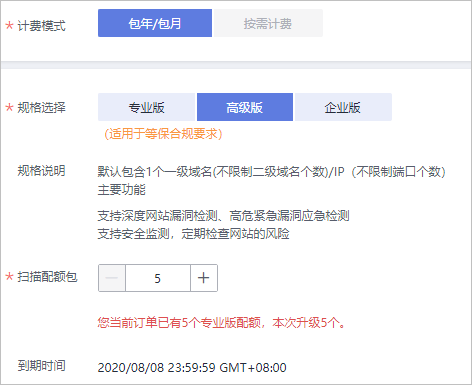 * 计费模式 包年/包月 按需计费
* 规格选择 专业版 高级版 企业版
（适用于等保合规要求）
规格说明 默认包含1个一级域名(不限制二级域名个数)/IP（不限制端口个数）
主要功能
支持深度网站漏洞检测、高危紧急漏洞应急检测
支持安全监测，定期检查网站的风险
* 扫描配额包 — 5 +
您当前订单已有5个专业版配额，本次升级5个。
到期时间 2020/08/08 23:59:59 GMT+08:00